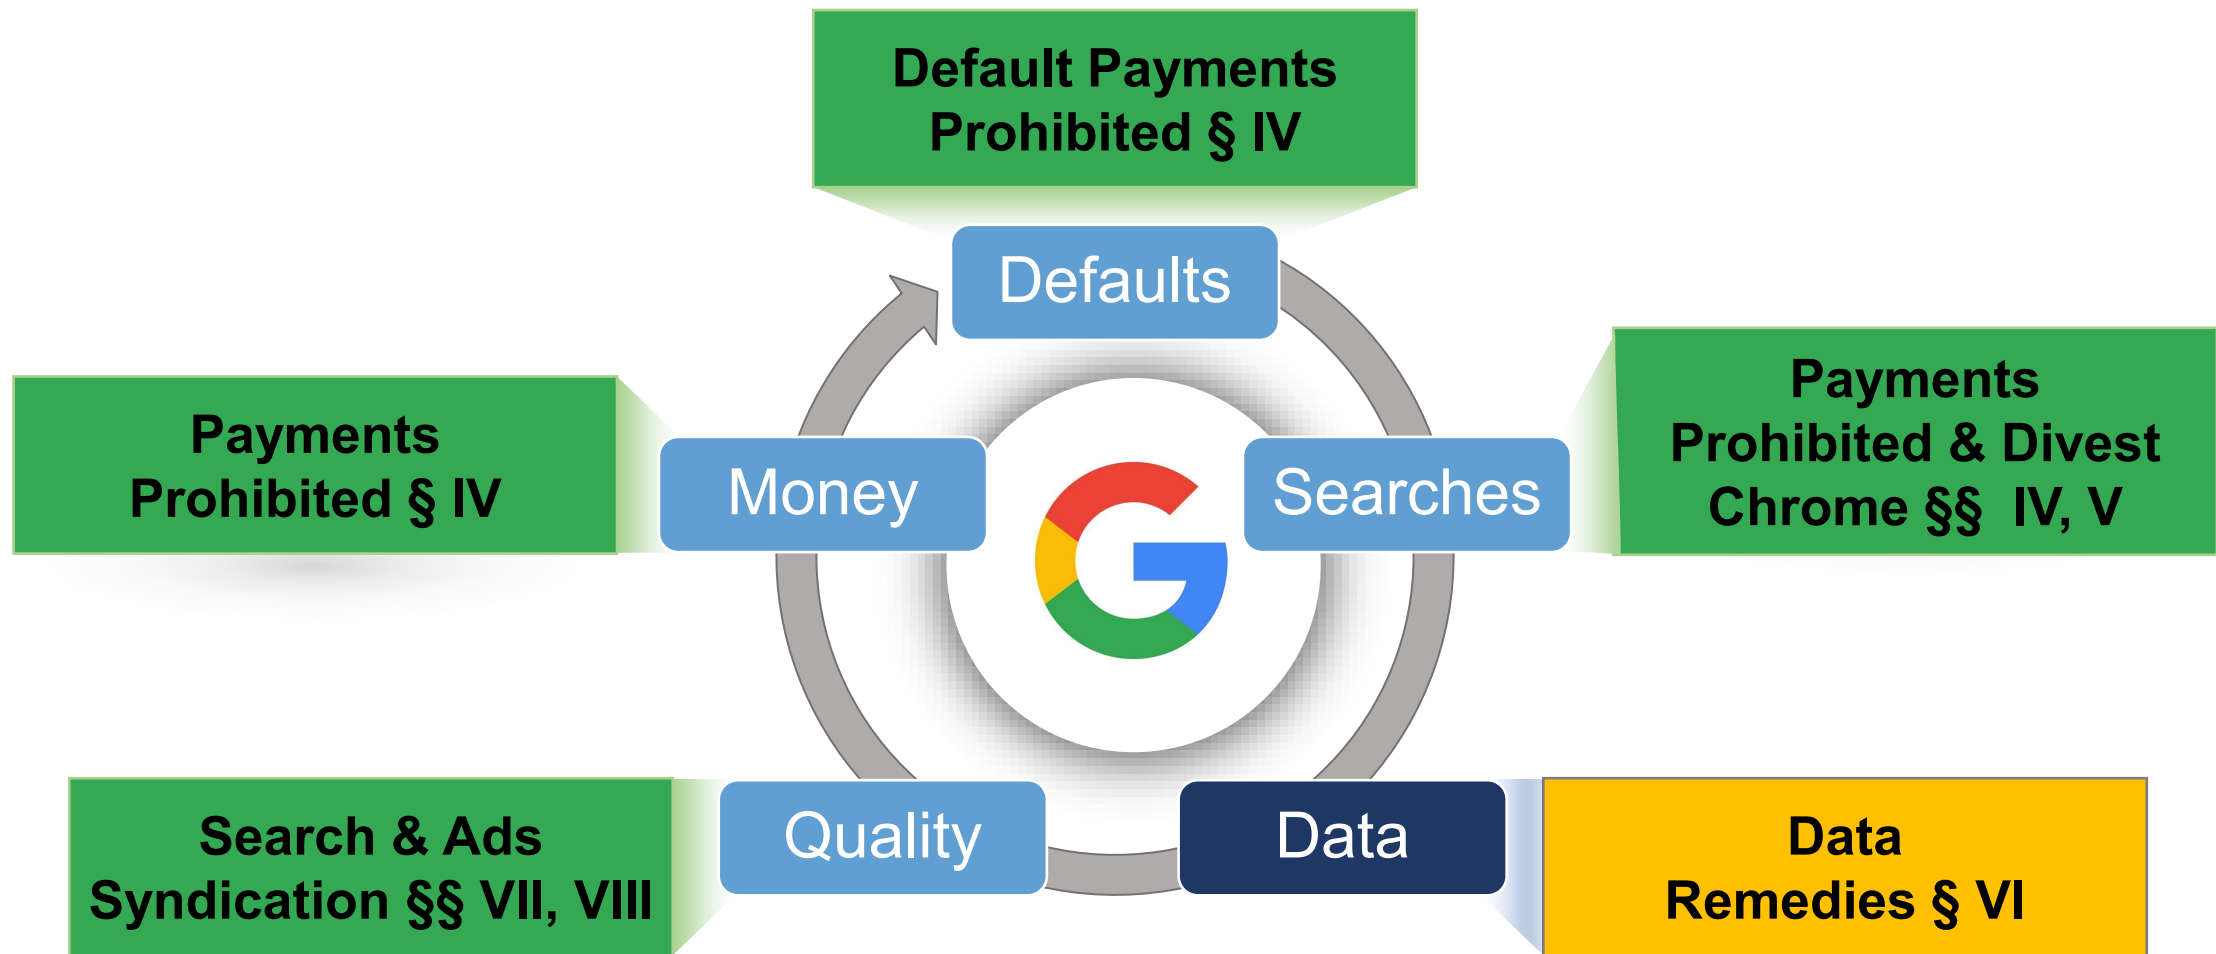 Default Payments
Prohibited § IV
Defaults
Payments
Prohibited & Divest
Chrome §§ IV, V
Searches
Payments
Prohibited § IV
Money
Search & Ads
Syndication §§ VII, VIII
Quality
Data
Data
Remedies § VI